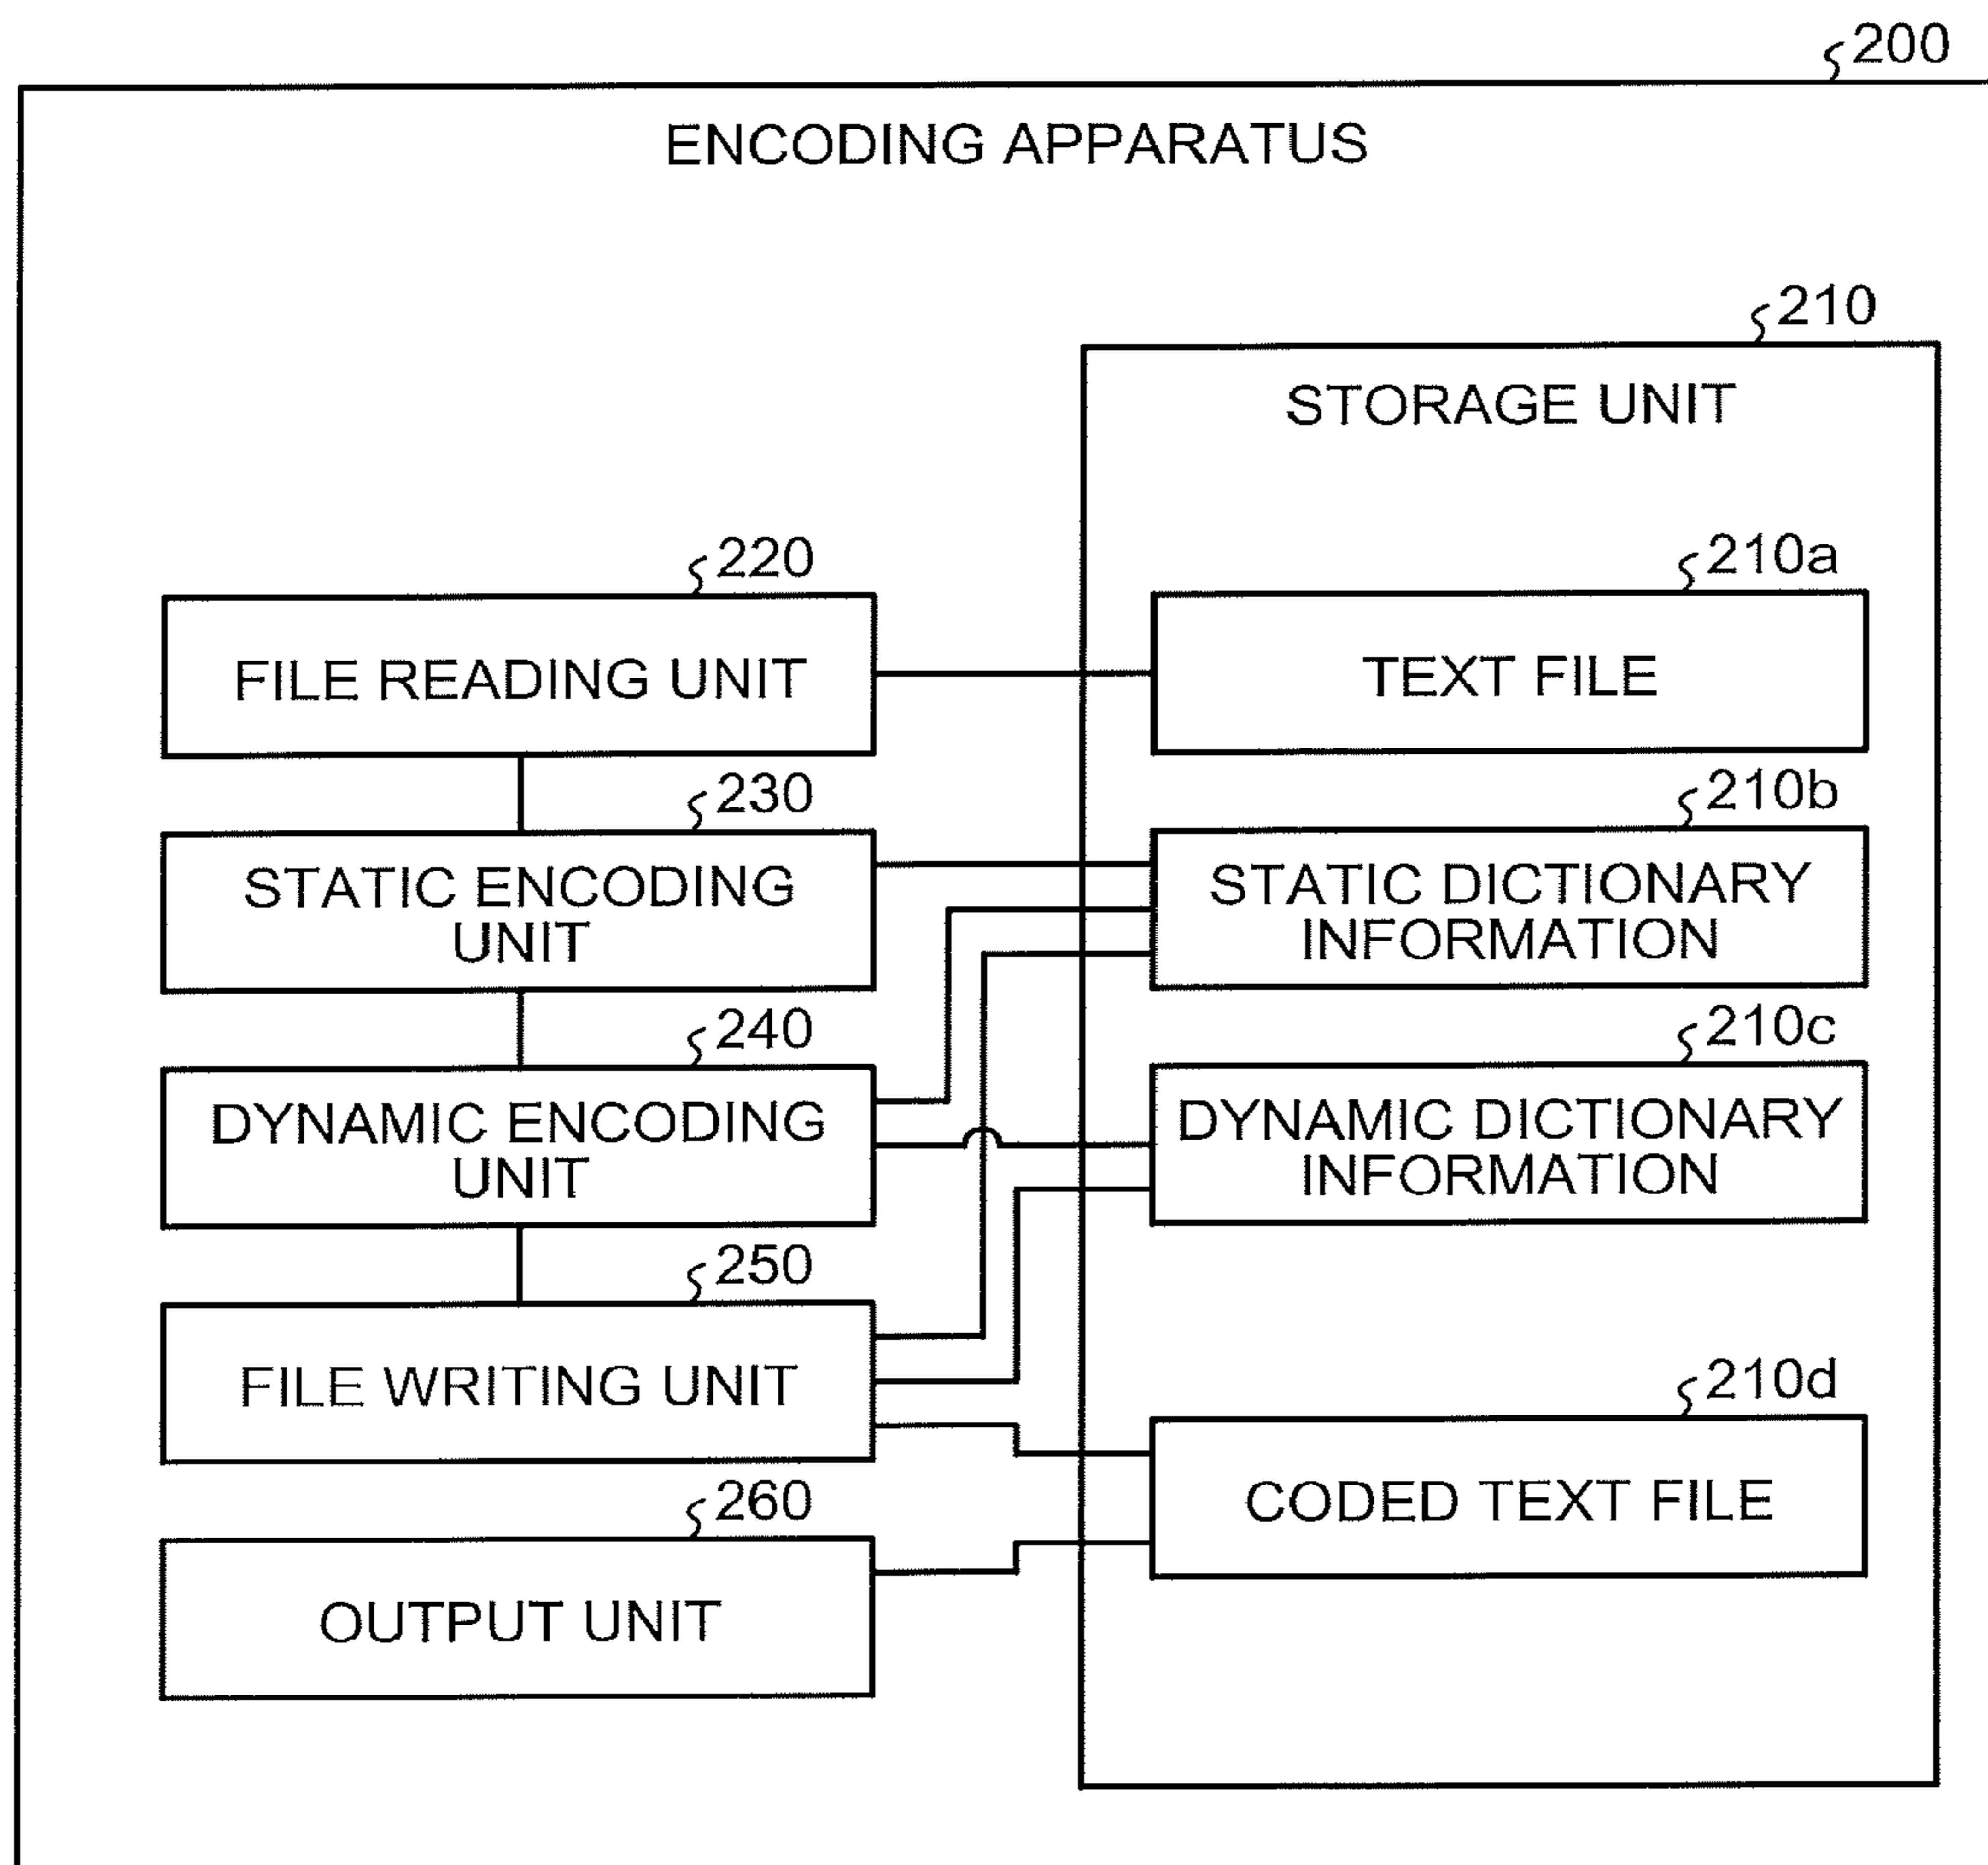 200
ENCODING APPARATUS
210
STORAGE UNIT
220
FILE READING UNIT
210a
TEXT FILE
230
STATIC ENCODING
UNIT
210b
STATIC DICTIONARY
INFORMATION
240
DYNAMIC ENCODING
UNIT
210c
DYNAMIC DICTIONARY
INFORMATION
250
FILE WRITING UNIT
210d
CODED TEXT FILE
260
OUTPUT UNIT